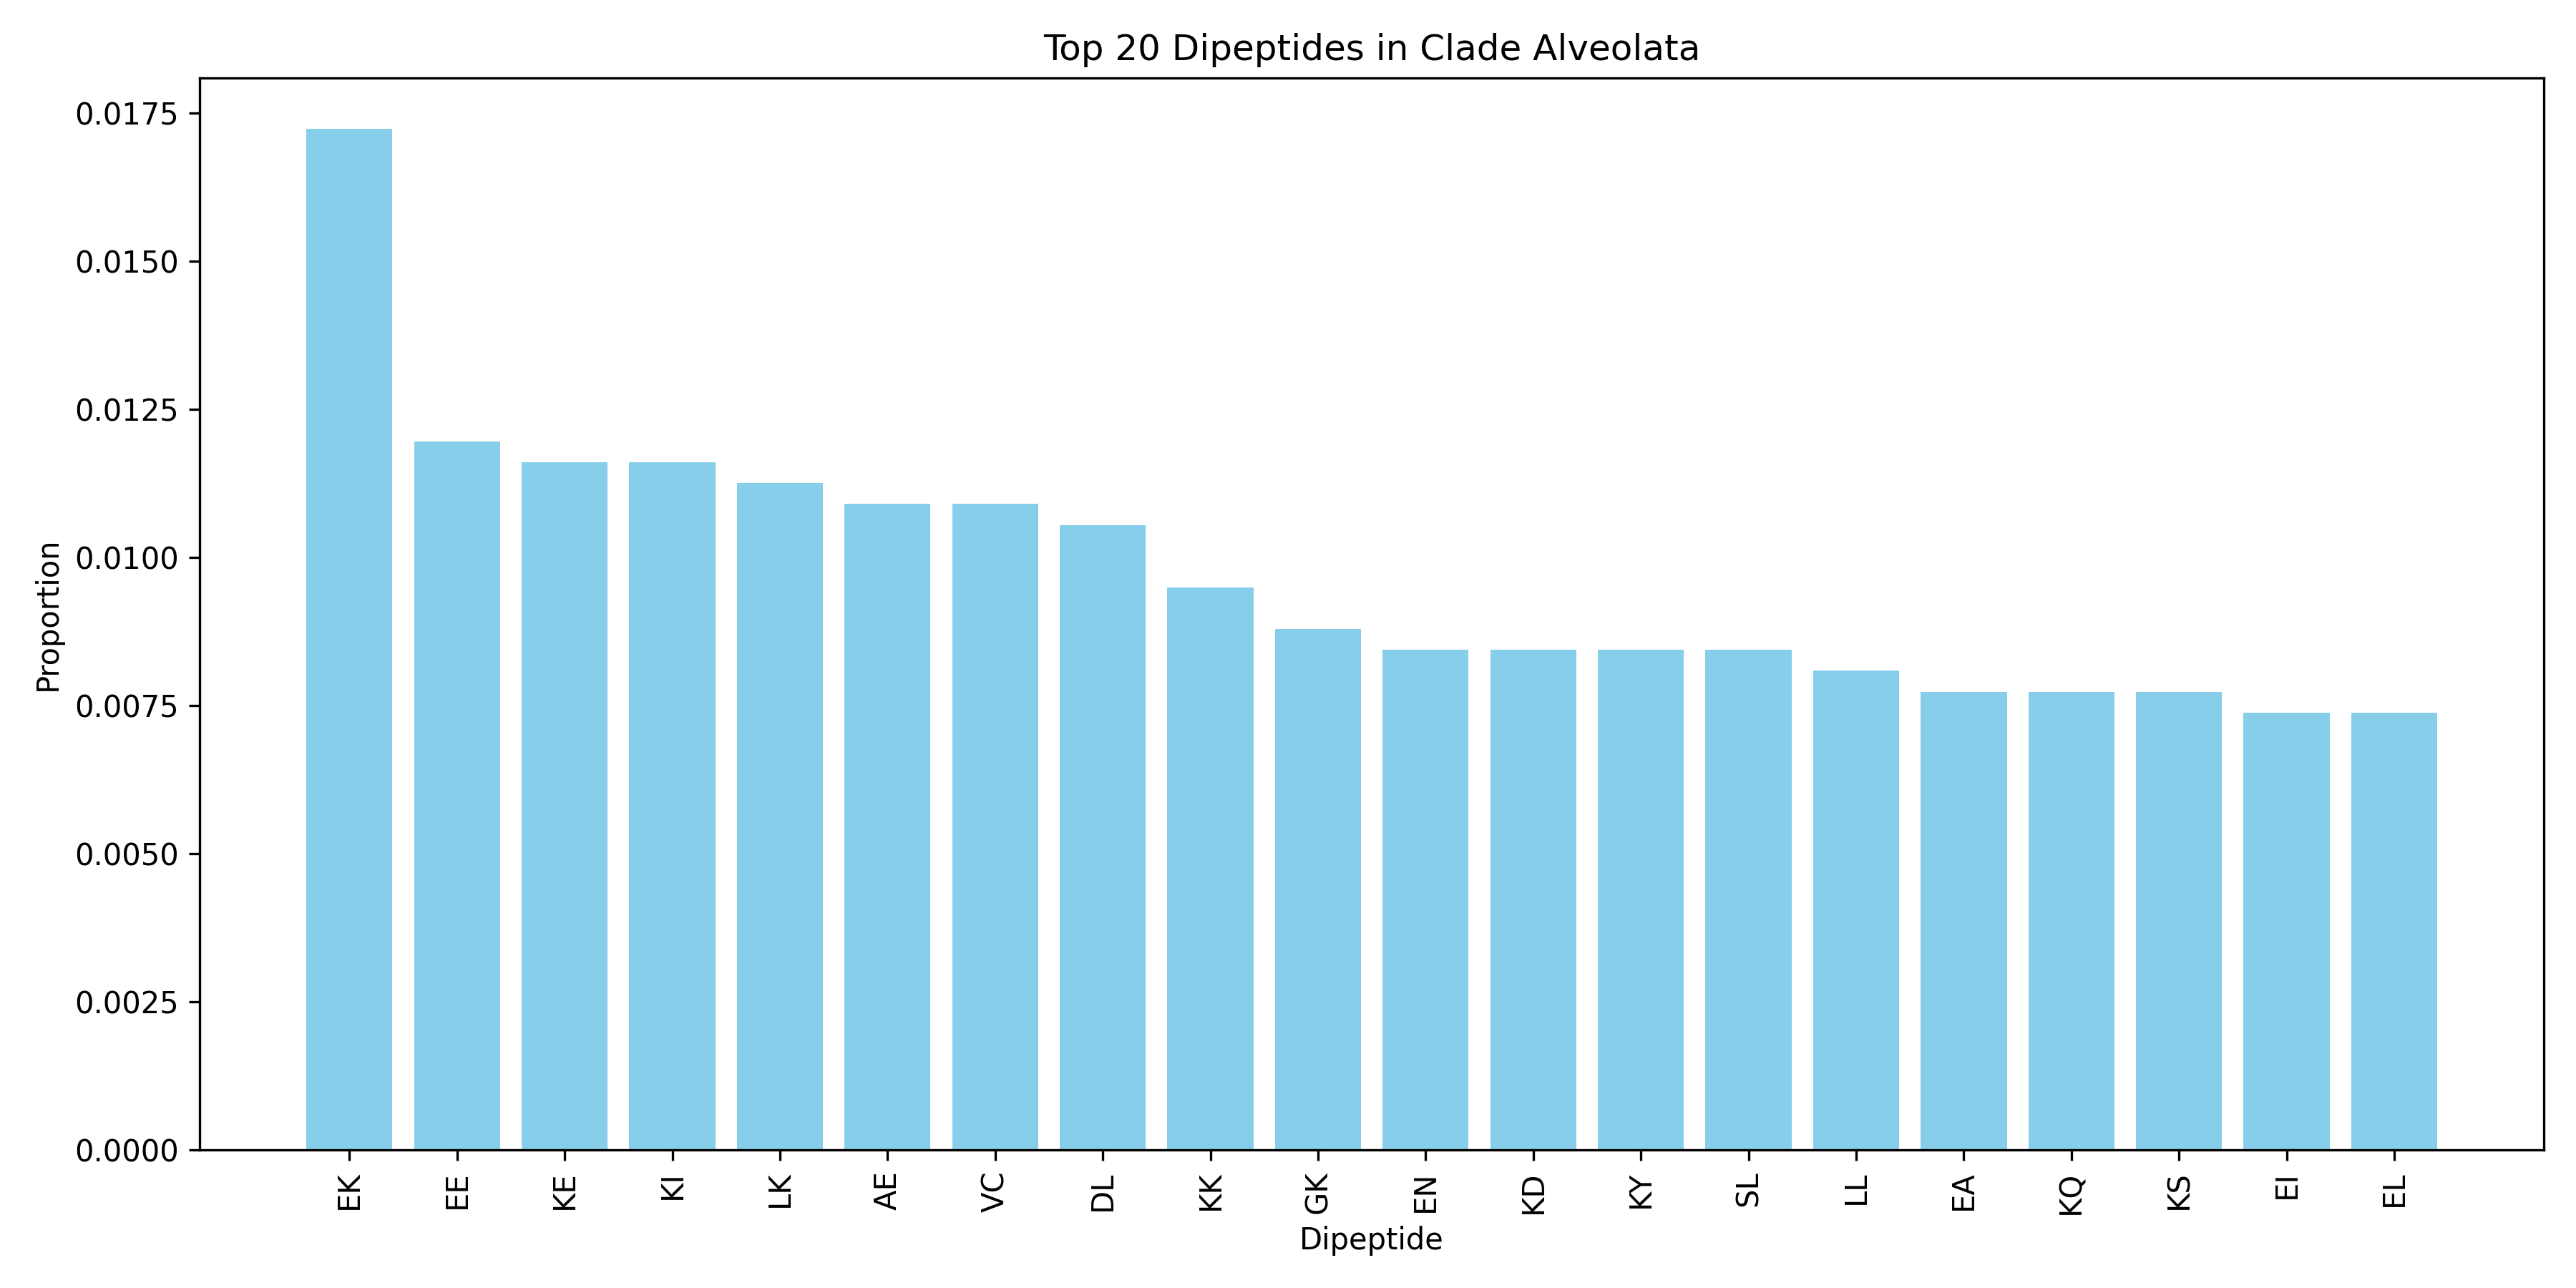 Top 20 Dipeptides in Clade Alveolata
Proportion
0.0175
0.0150
0.0125
0.0100
0.0075
0.0050
0.0025
0.0000
EK EE KE KI LK AE VC DL KK GK EN KD KY SL LL EA KQ KS EI EL
Dipeptide